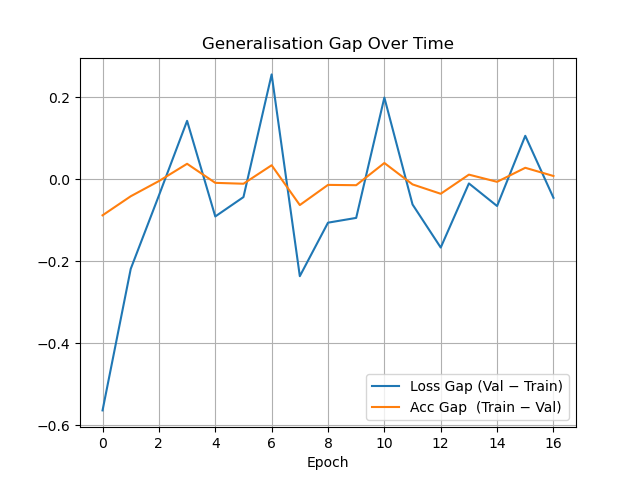 Generalisation Gap Over Time
0.2
0.0
−0.2
−0.4
−0.6
0 2 4 6 8 10 12 14 16
Epoch
Loss Gap (Val − Train)
Acc Gap  (Train − Val)